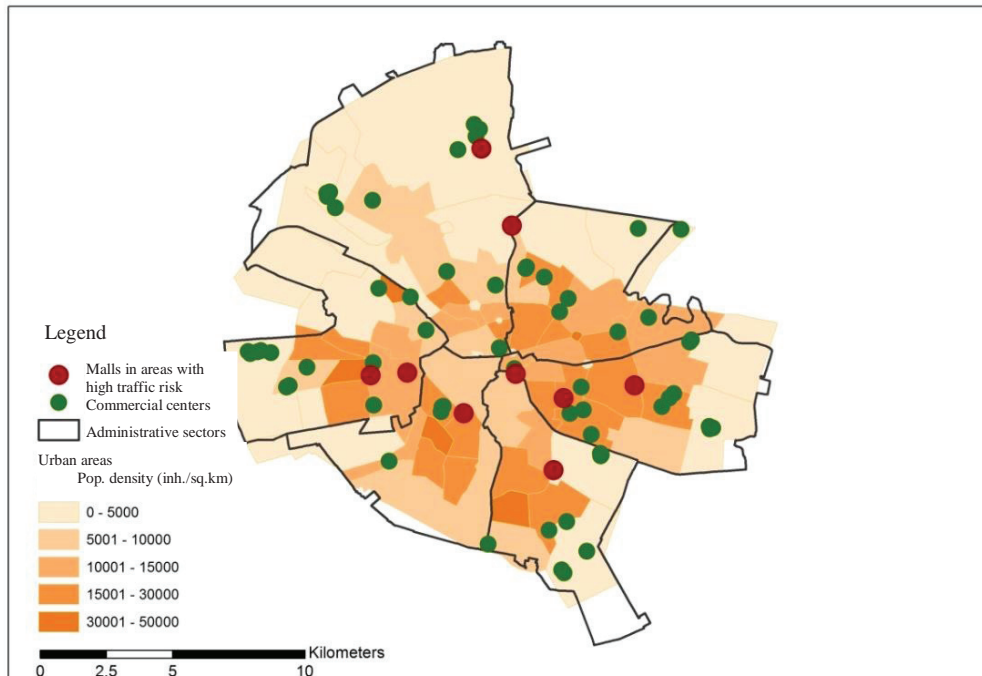 Legend
Malls in areas with
high traffic risk
Commercial centers
Administrative sectors
Urban areas
Pop. density (inh./sq.km)
0 - 5000
5001 - 10000
10001 - 15000
15001 - 30000
30001 - 50000
Kilometers
0 2.5 5 10